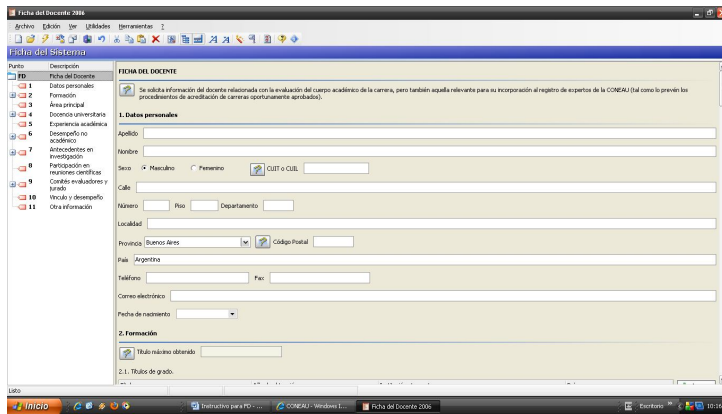 Ficha del Docente 2006
Archivo Edición Ver Utilidades Herramientas ?
Ficha del Sistema
Punto Descripción
FD Ficha del Docente
1 Datos personales
2 Formación
3 Área principal
4 Docencia universitaria
5 Experiencia académica
6 Desempeño no académico
7 Antecedentes en investigación
8 Participación en reuniones científicas
9 Comités evaluadores y jurado
10 Vínculo y desempeño
11 Otra información
FICHA DEL DOCENTE
Se solicita información del docente relacionada con la evaluación del cuerpo académico de la carrera, pero también aquella relevante para su incorporación al registro de expertos de la CONEAU (tal como lo prevén los
procedimientos de acreditación de carreras oportunamente aprobados).
1. Datos personales
Apellido
Nombre
Sexo Masculino Femenino CUIT o CUIL
Calle
Número Piso Departamento
Localidad
Provincia Buenos Aires Código Postal
País Argentina
Teléfono Fax
Correo electrónico
Fecha de nacimiento
2. Formación
Título máximo obtenido
2.1. Títulos de grado.
Listo
Inicio Instructivo para FD - ... CONEAU - Windows I... Ficha del Docente 2006 Escritorio 10:16